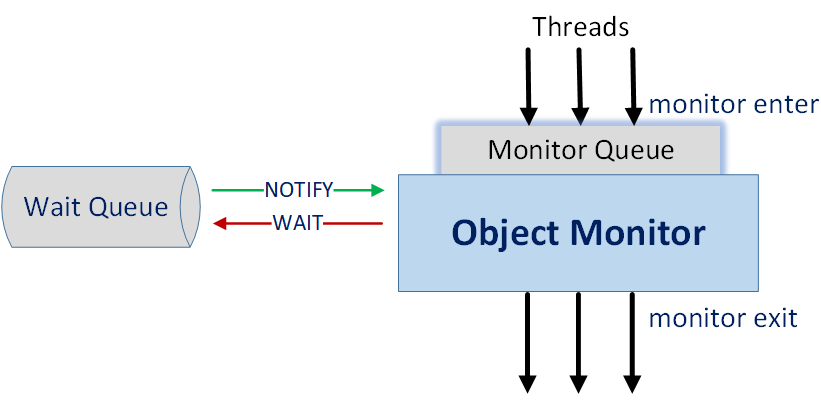 Threads
monitor enter
Monitor Queue
NOTIFY
Wait Queue
WAIT
Object Monitor
monitor exit